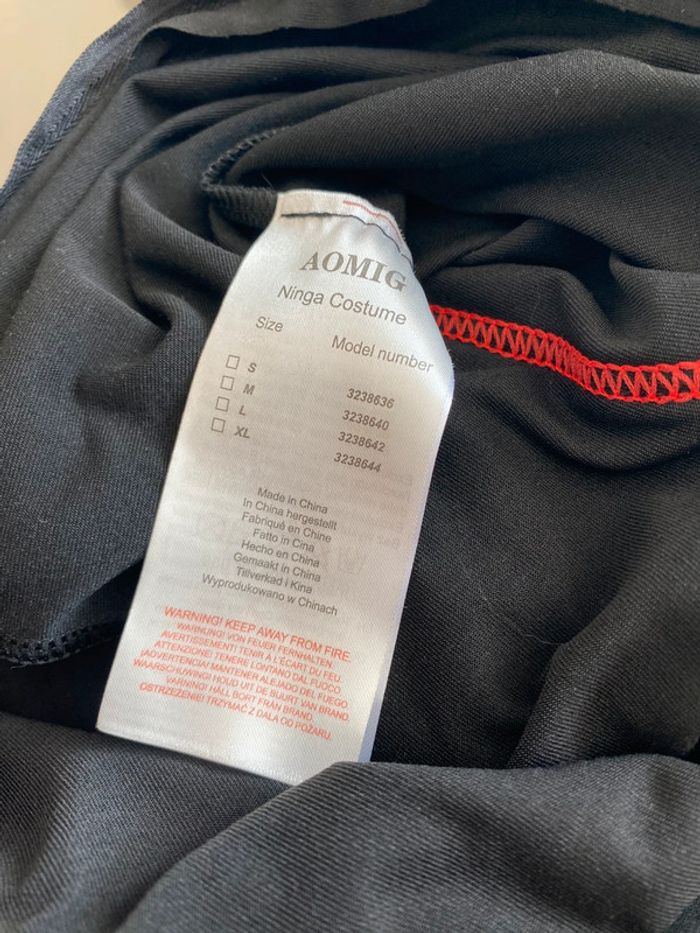 AOMIG
Ninga Costume
Size Model number
☐ S 3238636
☐ M 3238640
☐ L 3238642
☐ XL 3238644
Made in China
In China hergestellt
Fabriqué en Chine
Fatto in Cina
Hecho en China
Gemaakt in China
Tillverkad i Kina
Wyprodukowano w Chinach
WARNING! KEEP AWAY FROM FIRE.
WARNUNG! VON FEUER FERNHALTEN.
AVERTISSEMENT! TENIR À L'ÉCART DU FEU.
ATTENZIONE! TENERE LONTANO DAL FUOCO
¡ADVERTENCIA! MANTENER ALEJADO DEL FUEGO
WAARSCHUWING! HOUD UIT DE BUURT VAN BRAND.
VARNING! HÅLL BORT FRÅN BRAND.
OSTRZEŻENIE! TRZYMAĆ Z DALA OD POŻARU.